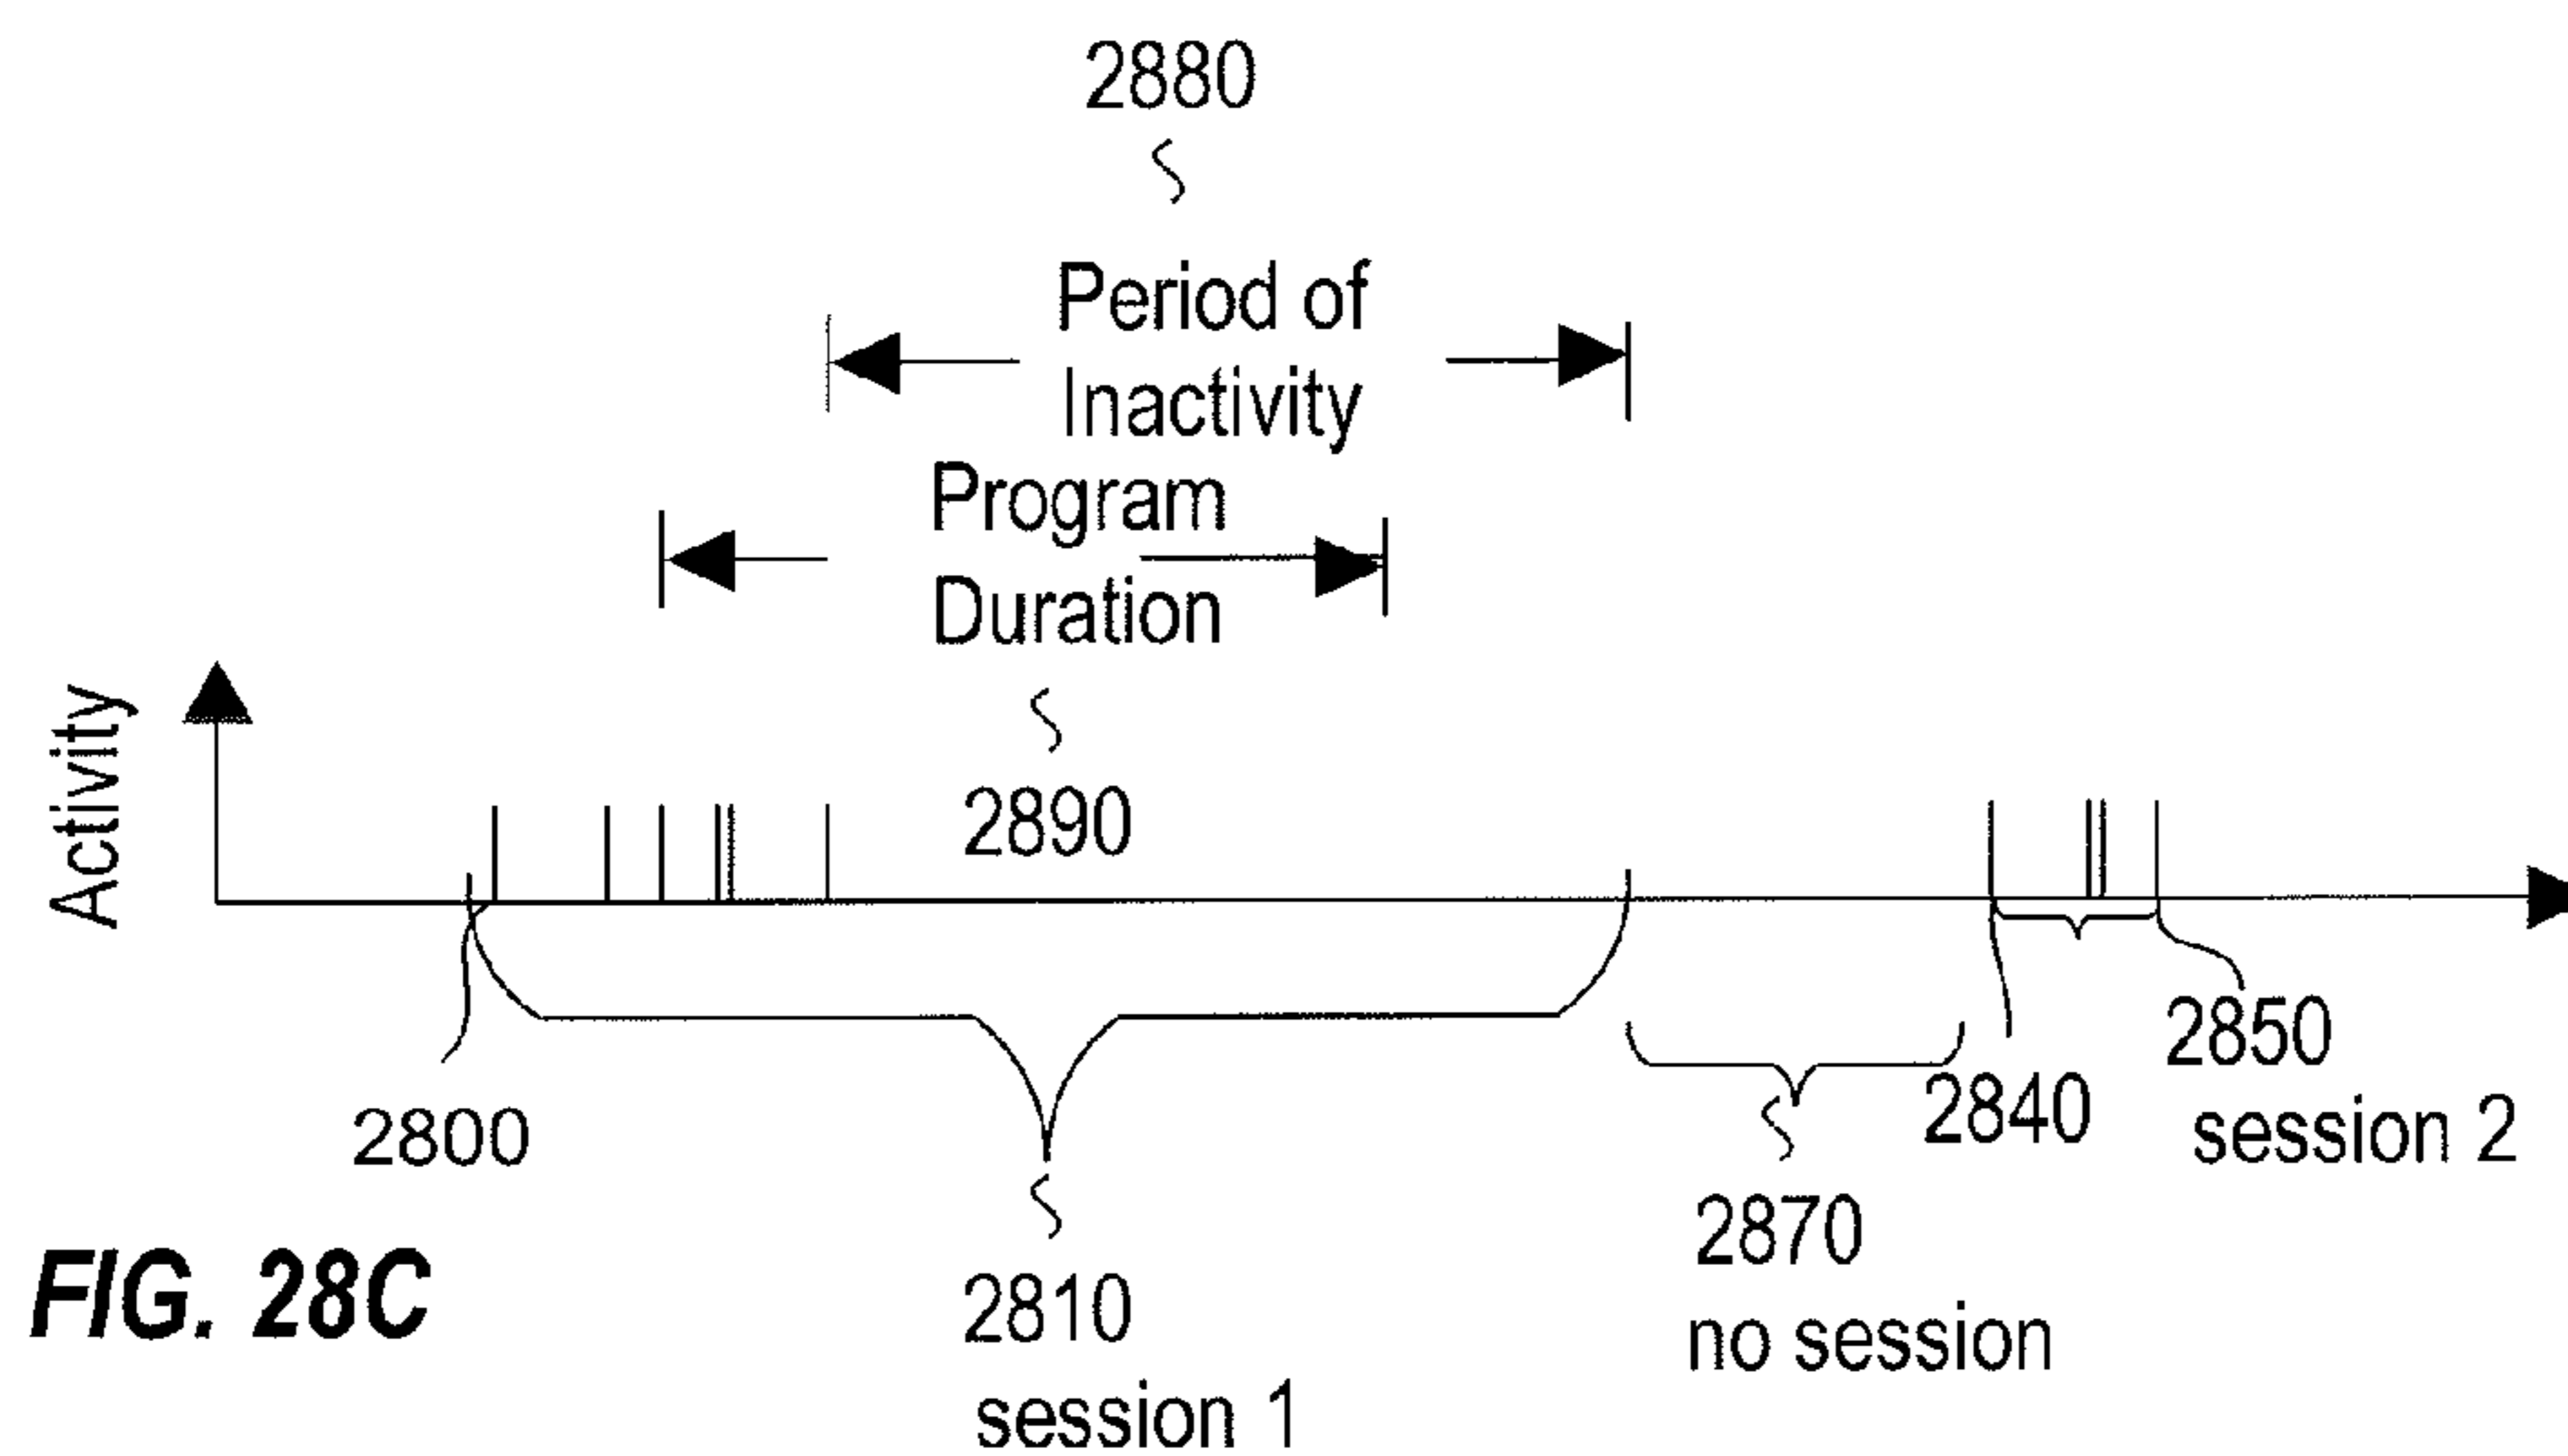 2880
Period of
Inactivity
Program
Duration
Activity
2890
2800
2840
2850
session 2
2870
no session
2810
session 1
FIG. 28C